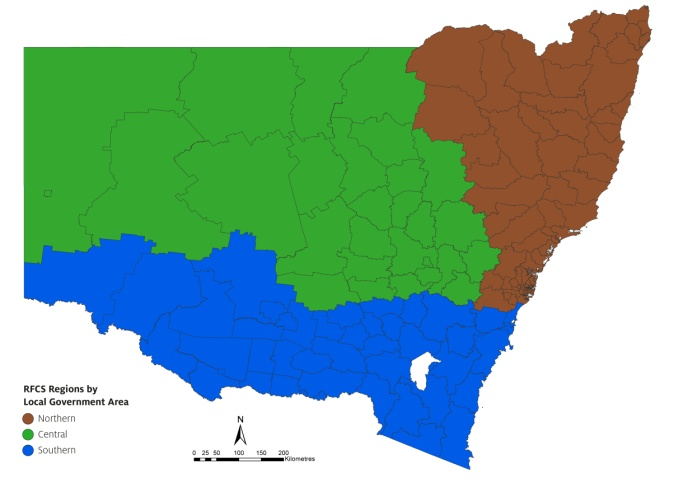 RFCS Regions by
Local Government Area
Northern
Central
Southern
N
0 25 50 100 150 200
Kilometres